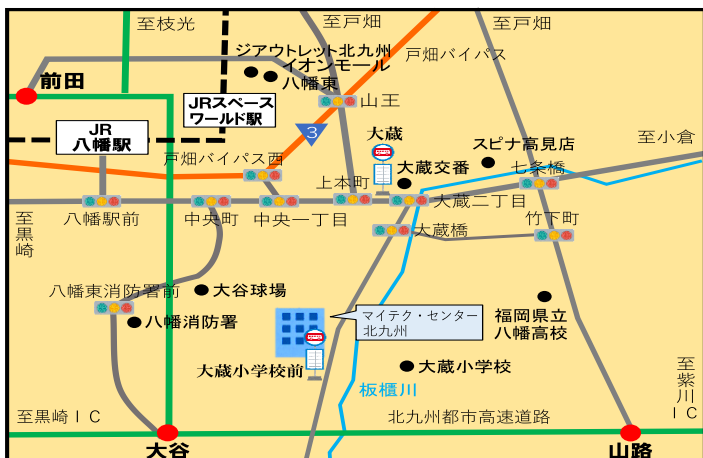 至枝光
至戸畑
至戸畑
戸畑バイパス
ジアウトレット北九州
イオンモール
八幡東
前田
JRスペース
ワールド駅
山王
3
大蔵
JR
八幡駅
戸畑バイパス西
スピナ高見店
至小倉
大蔵交番
七条橋
上本町
大蔵二丁目
至黒崎
八幡駅前
中央町
中央一丁目
大蔵橋
竹下町
八幡東消防署前
大谷球場
八幡消防署
マイテク・センター
北九州
福岡県立
八幡高校
大蔵小学校前
大蔵小学校
板櫃川
至紫川IC
至黒崎IC
北九州都市高速道路
大谷
山路